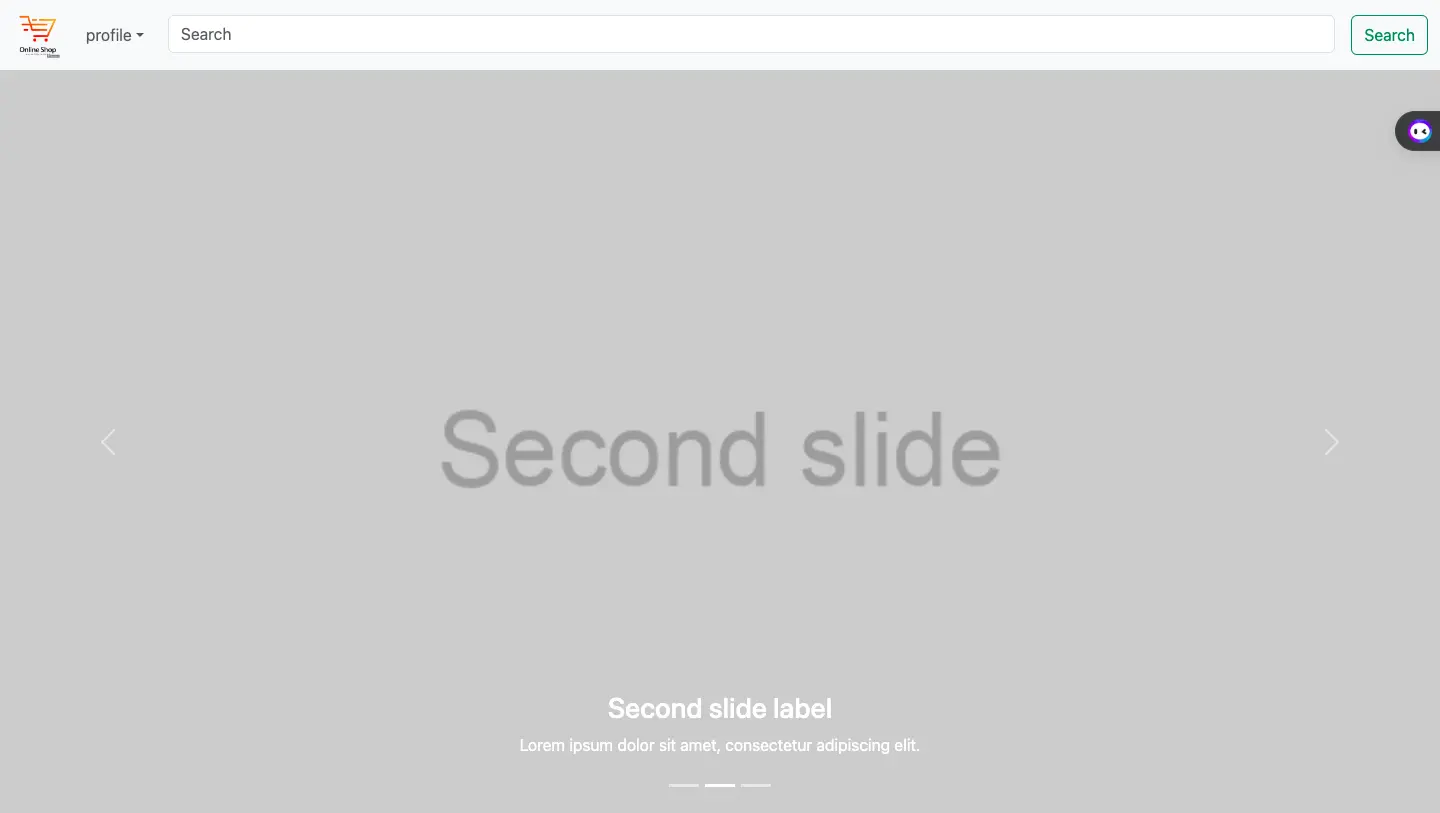 Online Shop
profile
Search
Search
Second slide
Second slide label
Lorem ipsum dolor sit amet, consectetur adipiscing elit.